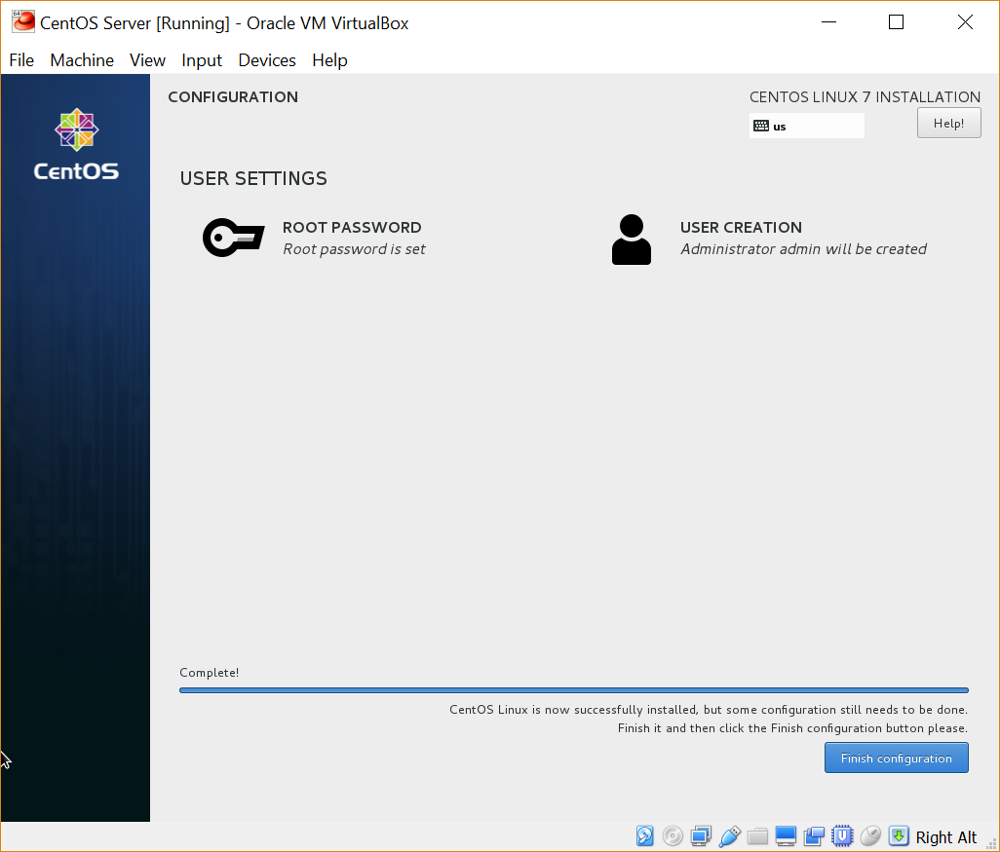 CentOS Server [Running] - Oracle VM VirtualBox
File Machine View Input Devices Help
CentOS
CONFIGURATION
CENTOS LINUX 7 INSTALLATION
us
Help!
USER SETTINGS
ROOT PASSWORD
Root password is set
USER CREATION
Administrator admin will be created
Complete!
CentOS Linux is now successfully installed, but some configuration still needs to be done.
Finish it and then click the Finish configuration button please.
Finish configuration
Right Alt